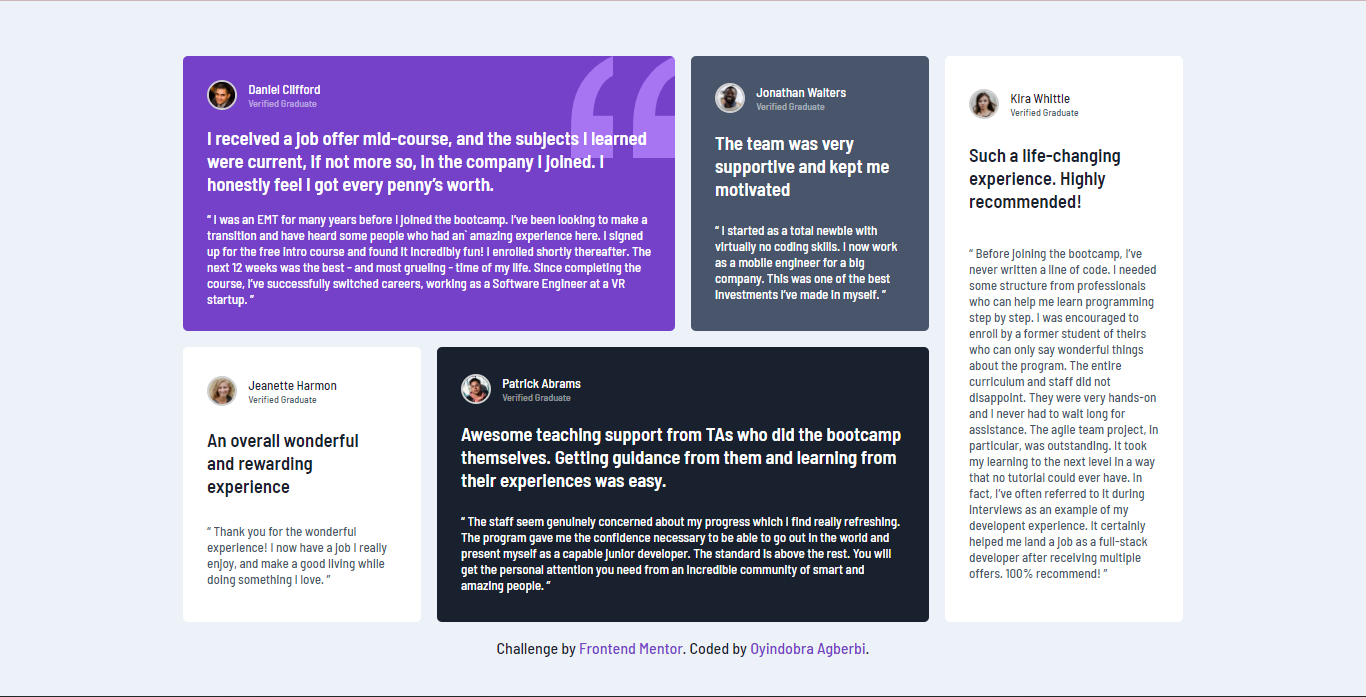 Daniel Clifford
Verified Graduate
I received a job offer mid-course, and the subjects I learned
were current, if not more so, in the company I joined. I
honestly feel I got every penny’s worth.
“ I was an EMT for many years before I joined the bootcamp. I’ve been looking to make a
transition and have heard some people who had an` amazing experience here. I signed
up for the free intro course and found it incredibly fun! I enrolled shortly thereafter. The
next 12 weeks was the best - and most grueling - time of my life. Since completing the
course, I’ve successfully switched careers, working as a Software Engineer at a VR
startup. ”
Jonathan Walters
Verified Graduate
The team was very
supportive and kept me
motivated
“ I started as a total newbie with
virtually no coding skills. I now work
as a mobile engineer for a big
company. This was one of the best
investments I’ve made in myself. ”
Kira Whittle
Verified Graduate
Such a life-changing
experience. Highly
recommended!
“ Before joining the bootcamp, I’ve
never written a line of code. I needed
some structure from professionals
who can help me learn programming
step by step. I was encouraged to
enroll by a former student of theirs
who can only say wonderful things
about the program. The entire
curriculum and staff did not
disappoint. They were very hands-on
and I never had to wait long for
assistance. The agile team project, in
particular, was outstanding. It took
my learning to the next level in a way
that no tutorial could ever have. In
fact, I’ve often referred to it during
interviews as an example of my
developent experience. It certainly
helped me land a job as a full-stack
developer after receiving multiple
offers. 100% recommend! ”
Jeanette Harmon
Verified Graduate
An overall wonderful
and rewarding
experience
“ Thank you for the wonderful
experience! I now have a job I really
enjoy, and make a good living while
doing something I love. ”
Patrick Abrams
Verified Graduate
Awesome teaching support from TAs who did the bootcamp
themselves. Getting guidance from them and learning from
their experiences was easy.
“ The staff seem genuinely concerned about my progress which I find really refreshing.
The program gave me the confidence necessary to be able to go out in the world and
present myself as a capable junior developer. The standard is above the rest. You will
get the personal attention you need from an incredible community of smart and
amazing people. ”
Challenge by Frontend Mentor. Coded by Oyindobra Agberbi.